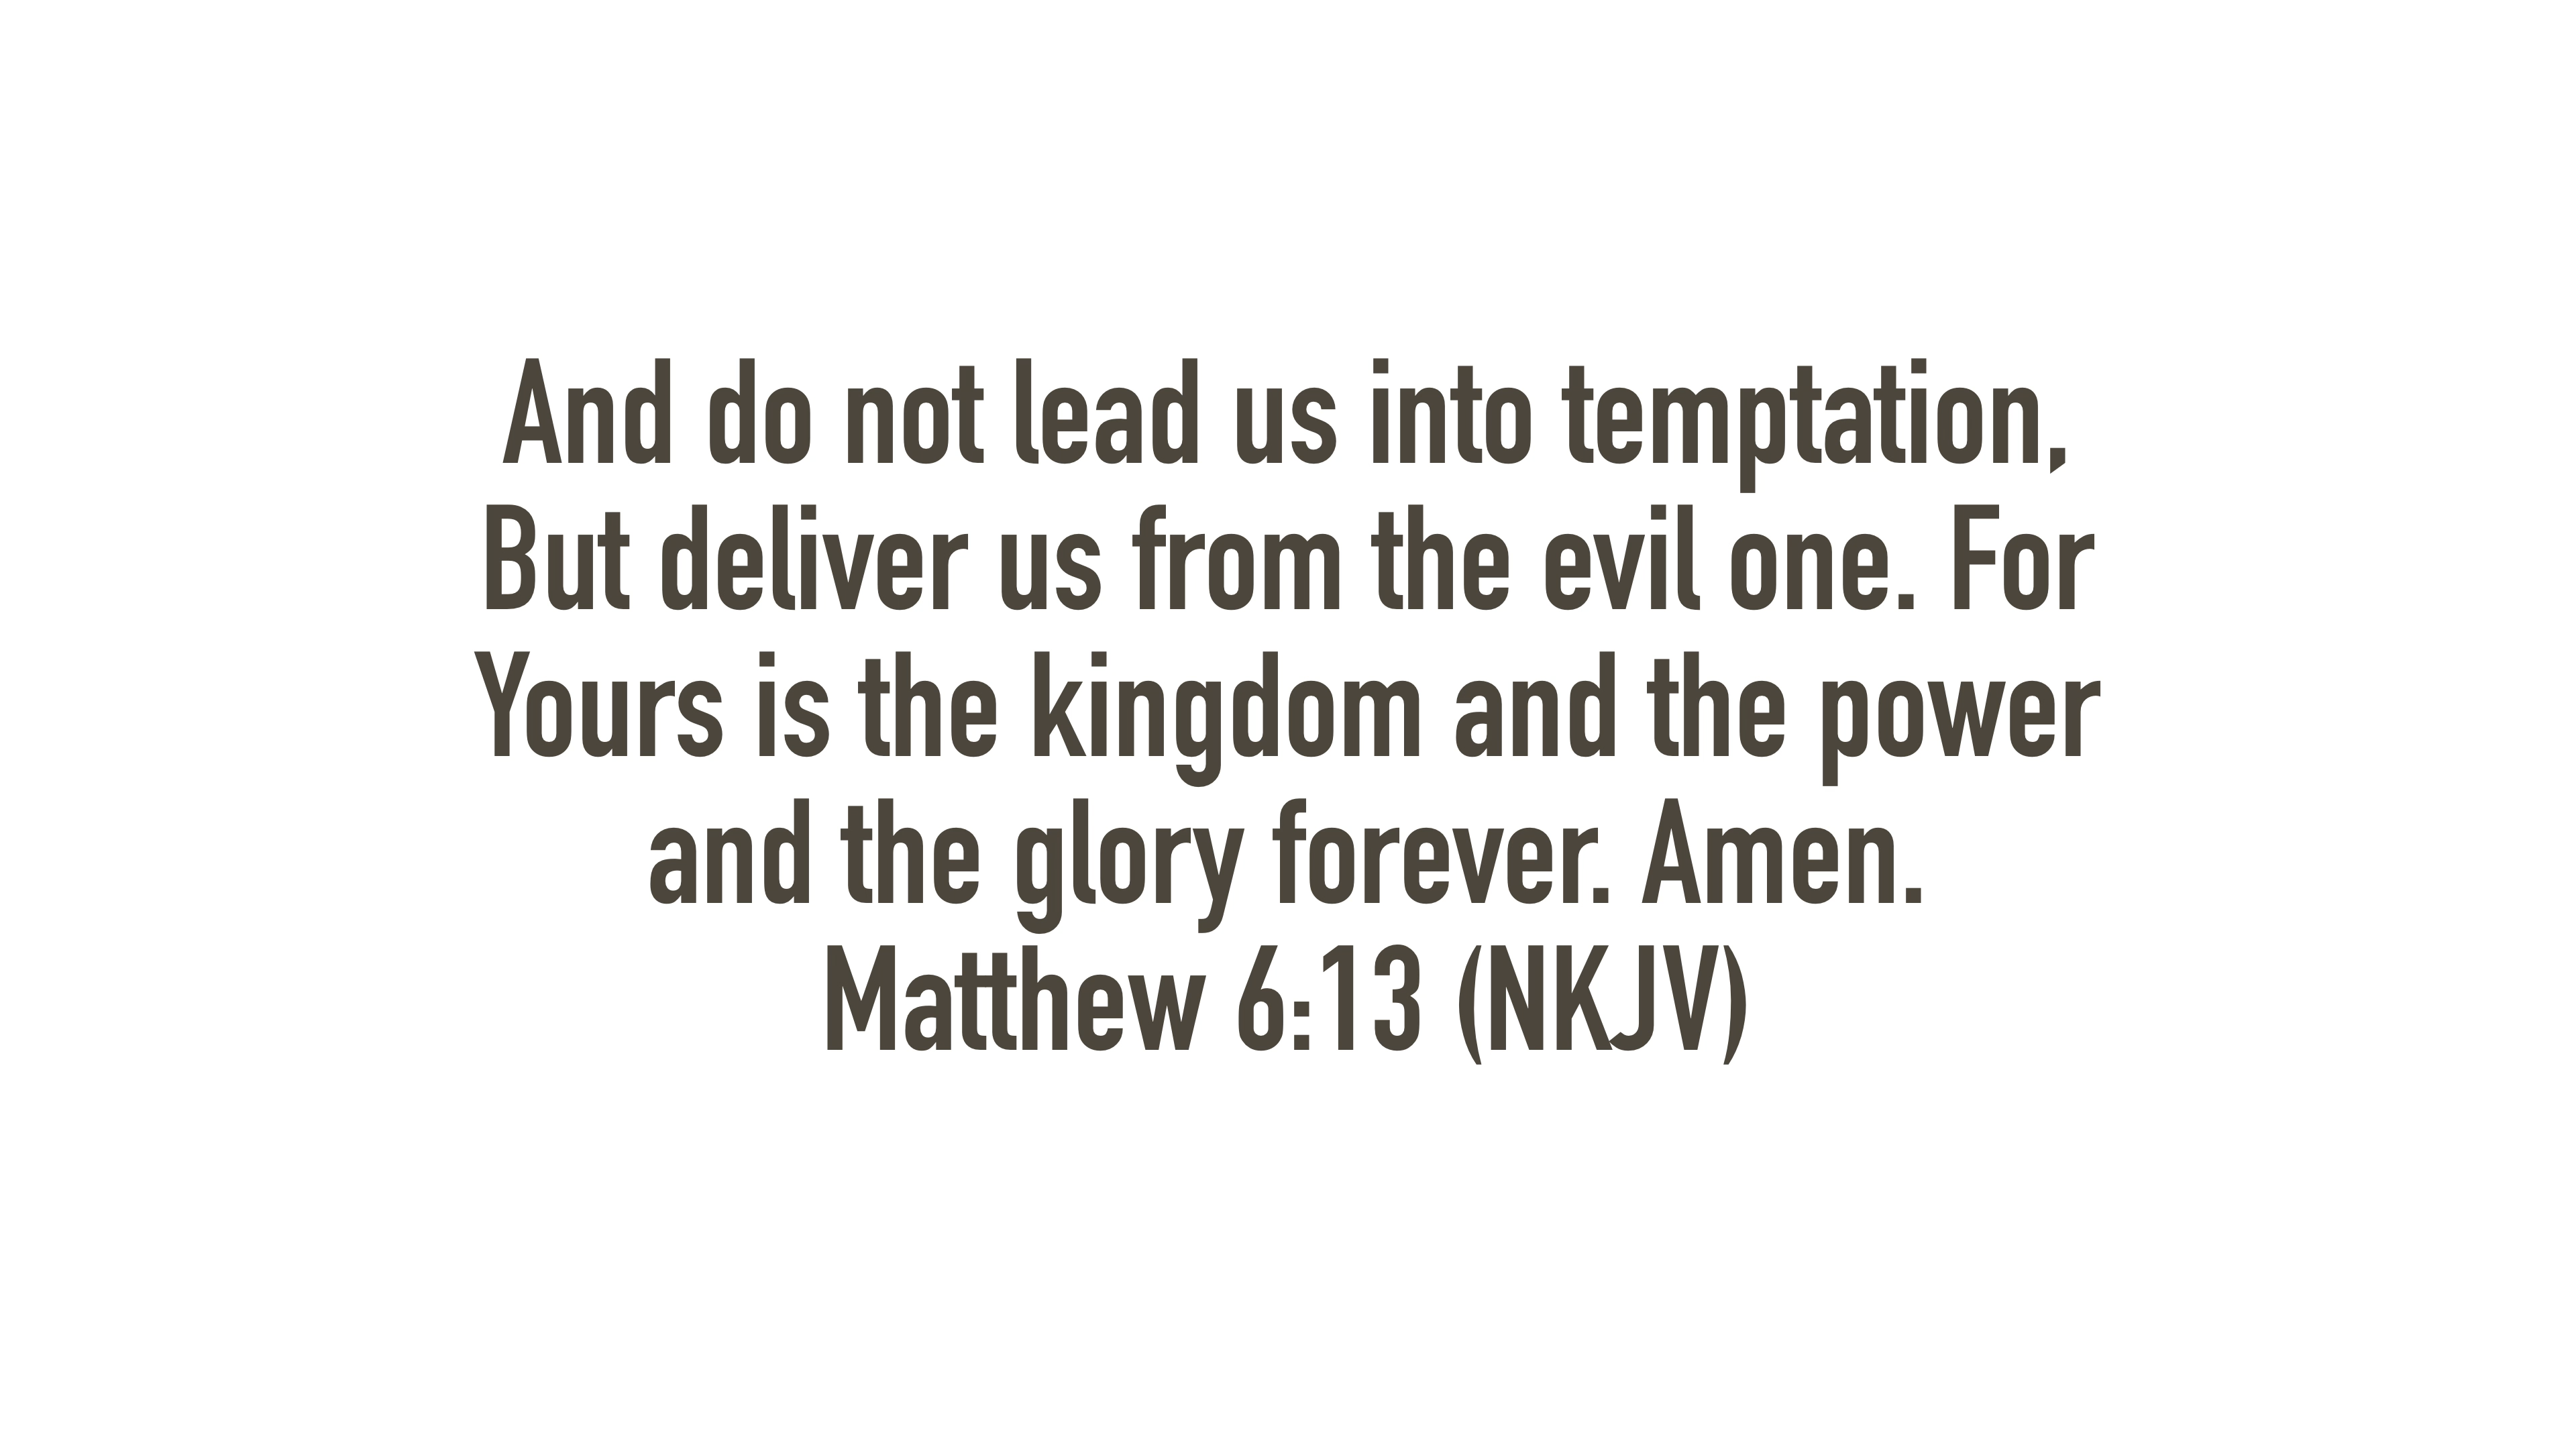 And do not lead us into temptation,
But deliver us from the evil one. For
Yours is the kingdom and the power
and the glory forever. Amen.
Matthew 6:13 (NKJV)